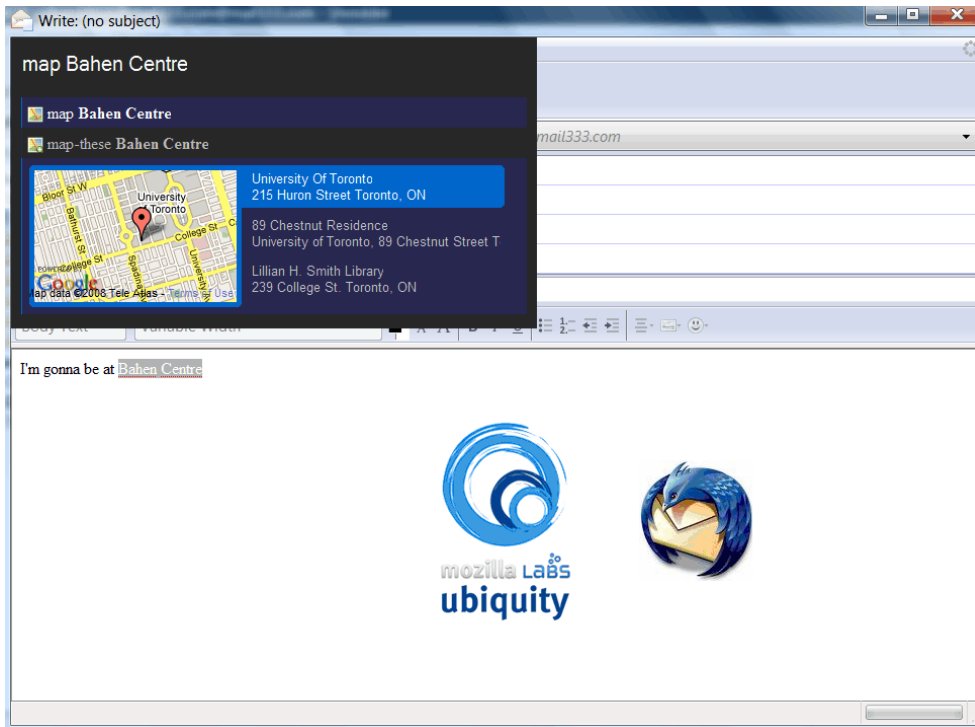 Write: (no subject)
map Bahen Centre
map Bahen Centre
map-these Bahen Centre
mail333.com
Bloor St W
University
of Toronto
Bathurst St
College St
College St
Spadina
University
POWERED BY
Google
Map data ©2008 Tele Atlas - Terms of Use
University Of Toronto
215 Huron Street Toronto, ON
89 Chestnut Residence
University of Toronto, 89 Chestnut Street T
Lillian H. Smith Library
239 College St. Toronto, ON
Body Text Variable Width
I'm gonna be at Bahen Centre
mozilla LaBS
ubiquity